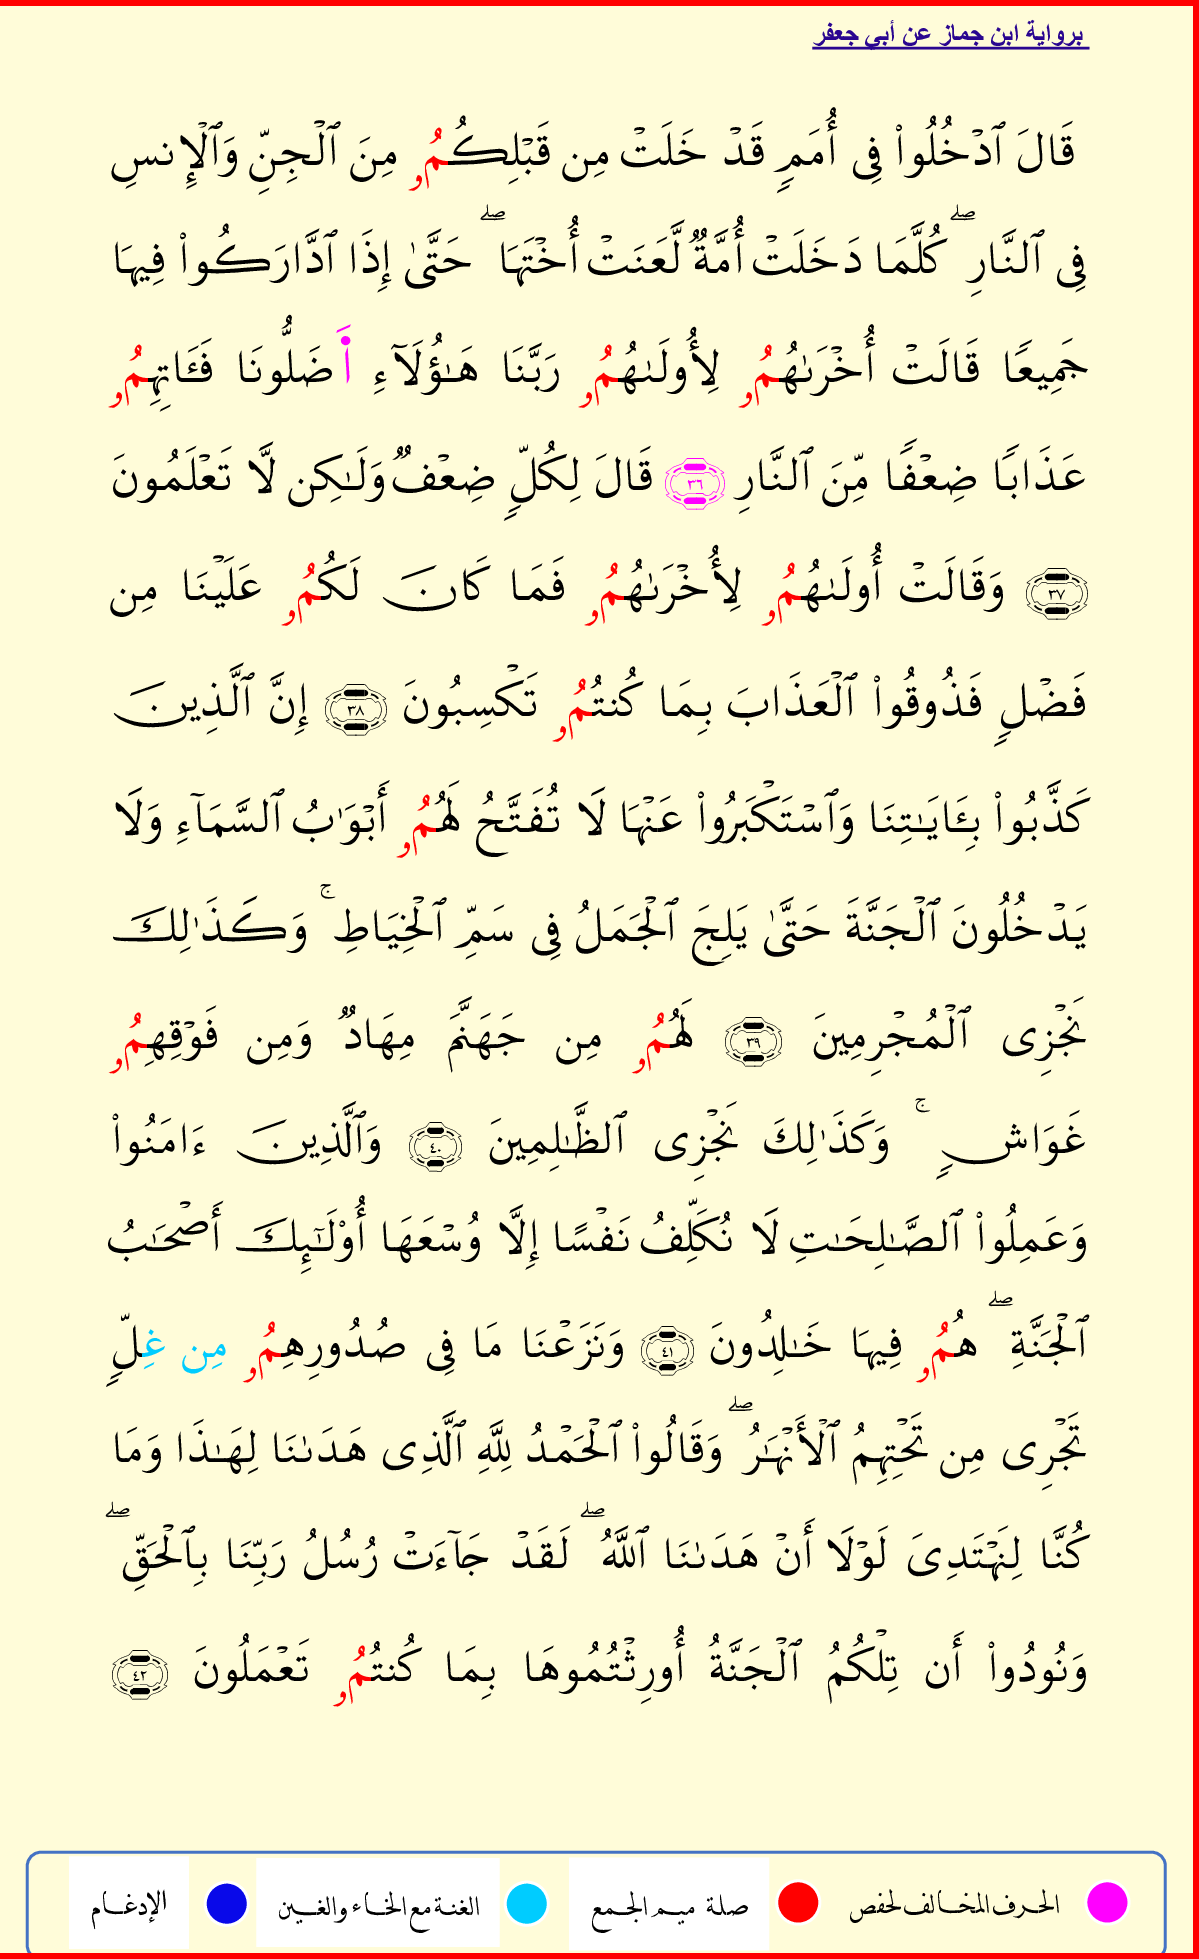 برواية ابن جماز عن أبي جعفر
قَالَ ٱدۡخُلُواْ فِي أُمَمٖ قَدۡ خَلَتۡ مِن قَبۡلِكُمُۥ مِنَ ٱلۡجِنِّ وَٱلۡإِنسِ
فِي ٱلنَّارِۖ كُلَّمَا دَخَلَتۡ أُمَّةٞ لَّعَنَتۡ أُخۡتَهَاۖ حَتَّىٰ إِذَا ٱدَّارَكُواْ فِيهَا
جَمِيعٗا قَالَتۡ أُخۡرَىٰهُمُۥ لِأُولَىٰهُمُۥ رَبَّنَا هَـٰٓؤُلَآءِ أَ۬ضَلُّونَا فَـَٔاتِهِمُۥ
عَذَابٗا ضِعۡفٗا مِّنَ ٱلنَّارِ ٣٦ قَالَ لِكُلّٖ ضِعۡفٞ وَلَٰكِن لَّا تَعۡلَمُونَ
٣٧ وَقَالَتۡ أُولَىٰهُمُۥ لِأُخۡرَىٰهُمُۥ فَمَا كَانَ لَكُمُۥ عَلَيۡنَا مِن
فَضۡلٖ فَذُوقُواْ ٱلۡعَذَابَ بِمَا كُنتُمُۥ تَكۡسِبُونَ ٣٨ إِنَّ ٱلَّذِينَ
كَذَّبُواْ بِـَٔايَٰتِنَا وَٱسۡتَكۡبَرُواْ عَنۡهَا لَا تُفَتَّحُ لَهُمُۥ أَبۡوَٰبُ ٱلسَّمَآءِ وَلَا
يَدۡخُلُونَ ٱلۡجَنَّةَ حَتَّىٰ يَلِجَ ٱلۡجَمَلُ فِي سَمِّ ٱلۡخِيَاطِۚ وَكَذَٰلِكَ
نَجۡزِي ٱلۡمُجۡرِمِينَ ٣٩ لَهُمُۥ مِن جَهَنَّمَ مِهَادٞ وَمِن فَوۡقِهِمُۥ
غَوَاشٖۚ وَكَذَٰلِكَ نَجۡزِي ٱلظَّٰلِمِينَ ٤٠ وَٱلَّذِينَ ءَامَنُواْ
وَعَمِلُواْ ٱلصَّٰلِحَٰتِ لَا نُكَلِّفُ نَفۡسًا إِلَّا وُسۡعَهَا أُوْلَٰٓئِكَ أَصۡحَٰبُ
ٱلۡجَنَّةِۖ هُمُۥ فِيهَا خَٰلِدُونَ ٤١ وَنَزَعۡنَا مَا فِي صُدُورِهِمُۥ مِن غِلّٖ
تَجۡرِي مِن تَحۡتِهِمُ ٱلۡأَنۡهَٰرُۖ وَقَالُواْ ٱلۡحَمۡدُ لِلَّهِ ٱلَّذِي هَدَىٰنَا لِهَٰذَا وَمَا
كُنَّا لِنَهۡتَدِيَ لَوۡلَا أَنۡ هَدَىٰنَا ٱللَّهُۖ لَقَدۡ جَآءَتۡ رُسُلُ رَبِّنَا بِٱلۡحَقِّۖ
وَنُودُواْ أَن تِلۡكُمُ ٱلۡجَنَّةُ أُورِثۡتُمُوهَا بِمَا كُنتُمُۥ تَعۡمَلُونَ ٤٢
الحرف المخالف لحفص صلة ميم الجمع الغنة مع الخاء والغين الإدغام